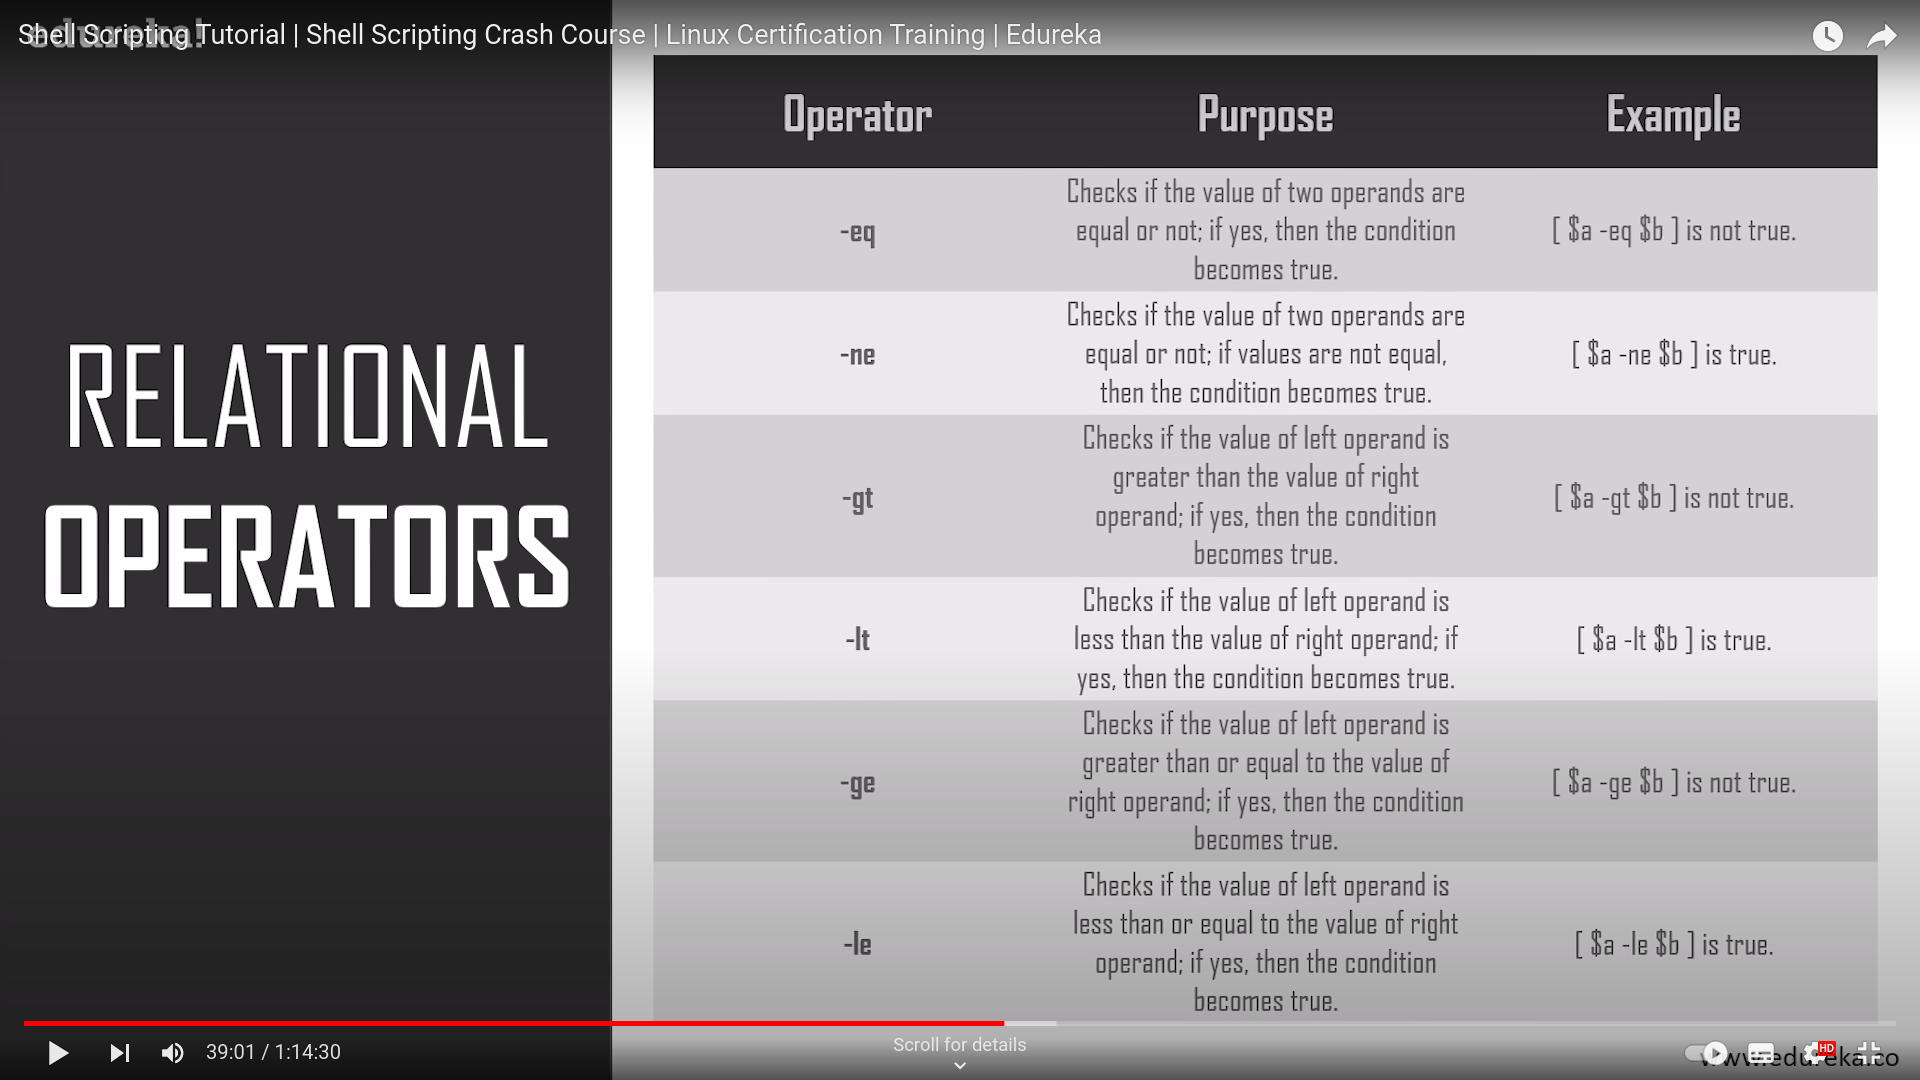 Shell Scripting Tutorial | Shell Scripting Crash Course | Linux Certification Training | Edureka
edureka!
RELATIONAL
OPERATORS
Operator Purpose Example
-eq
Checks if the value of two operands are
equal or not; if yes, then the condition
becomes true.
[ $a -eq $b ] is not true.
-ne
Checks if the value of two operands are
equal or not; if values are not equal,
then the condition becomes true.
[ $a -ne $b ] is true.
-gt
Checks if the value of left operand is
greater than the value of right
operand; if yes, then the condition
becomes true.
[ $a -gt $b ] is not true.
-lt
Checks if the value of left operand is
less than the value of right operand; if
yes, then the condition becomes true.
[ $a -lt $b ] is true.
-ge
Checks if the value of left operand is
greater than or equal to the value of
right operand; if yes, then the condition
becomes true.
[ $a -ge $b ] is not true.
-le
Checks if the value of left operand is
less than or equal to the value of right
operand; if yes, then the condition
becomes true.
[ $a -le $b ] is true.
39:01 / 1:14:30
Scroll for details
HD
www.edureka.co